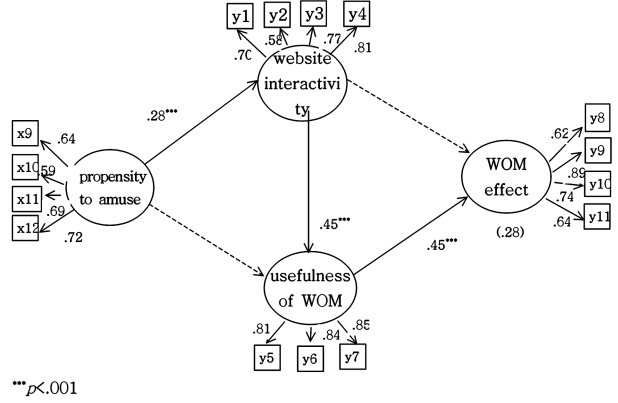 y1 y2 y3 y4
.70 .58 .77 .81
website
interactivi
ty
.28***
x9
.64
x10 .59
x11
.69
x12
.72
propensity
to amuse
y8
.62
y9
.89
y10
.74
y11
.64
WOM
effect
(.28)
.45***
.45***
usefulness
of WOM
.81 .84 .85
y5 y6 y7
***p<.001